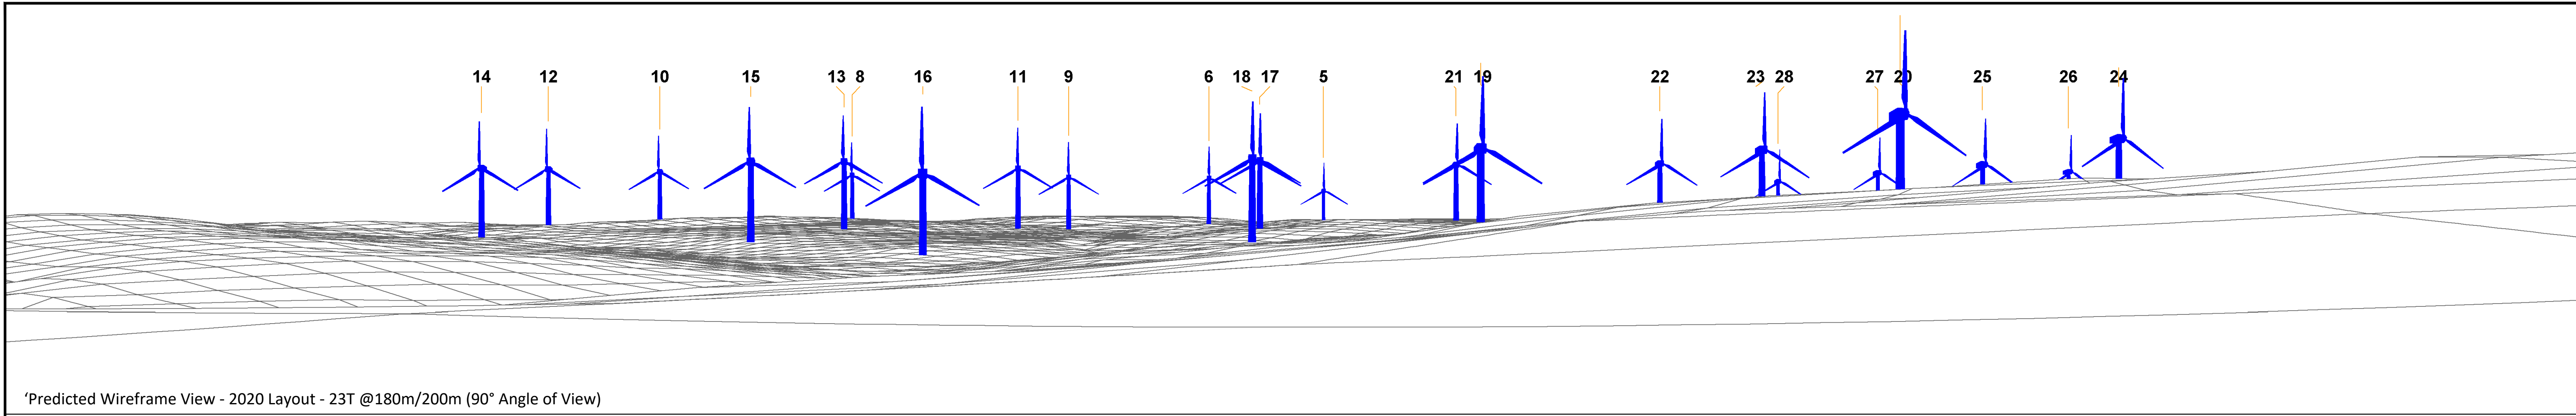 14 12 10 15 13 8 16 11 9 6 18 17 5 21 19 22 23 28 27 20 25 26 24
‘Predicted Wireframe View - 2020 Layout - 23T @180m/200m (90° Angle of View)